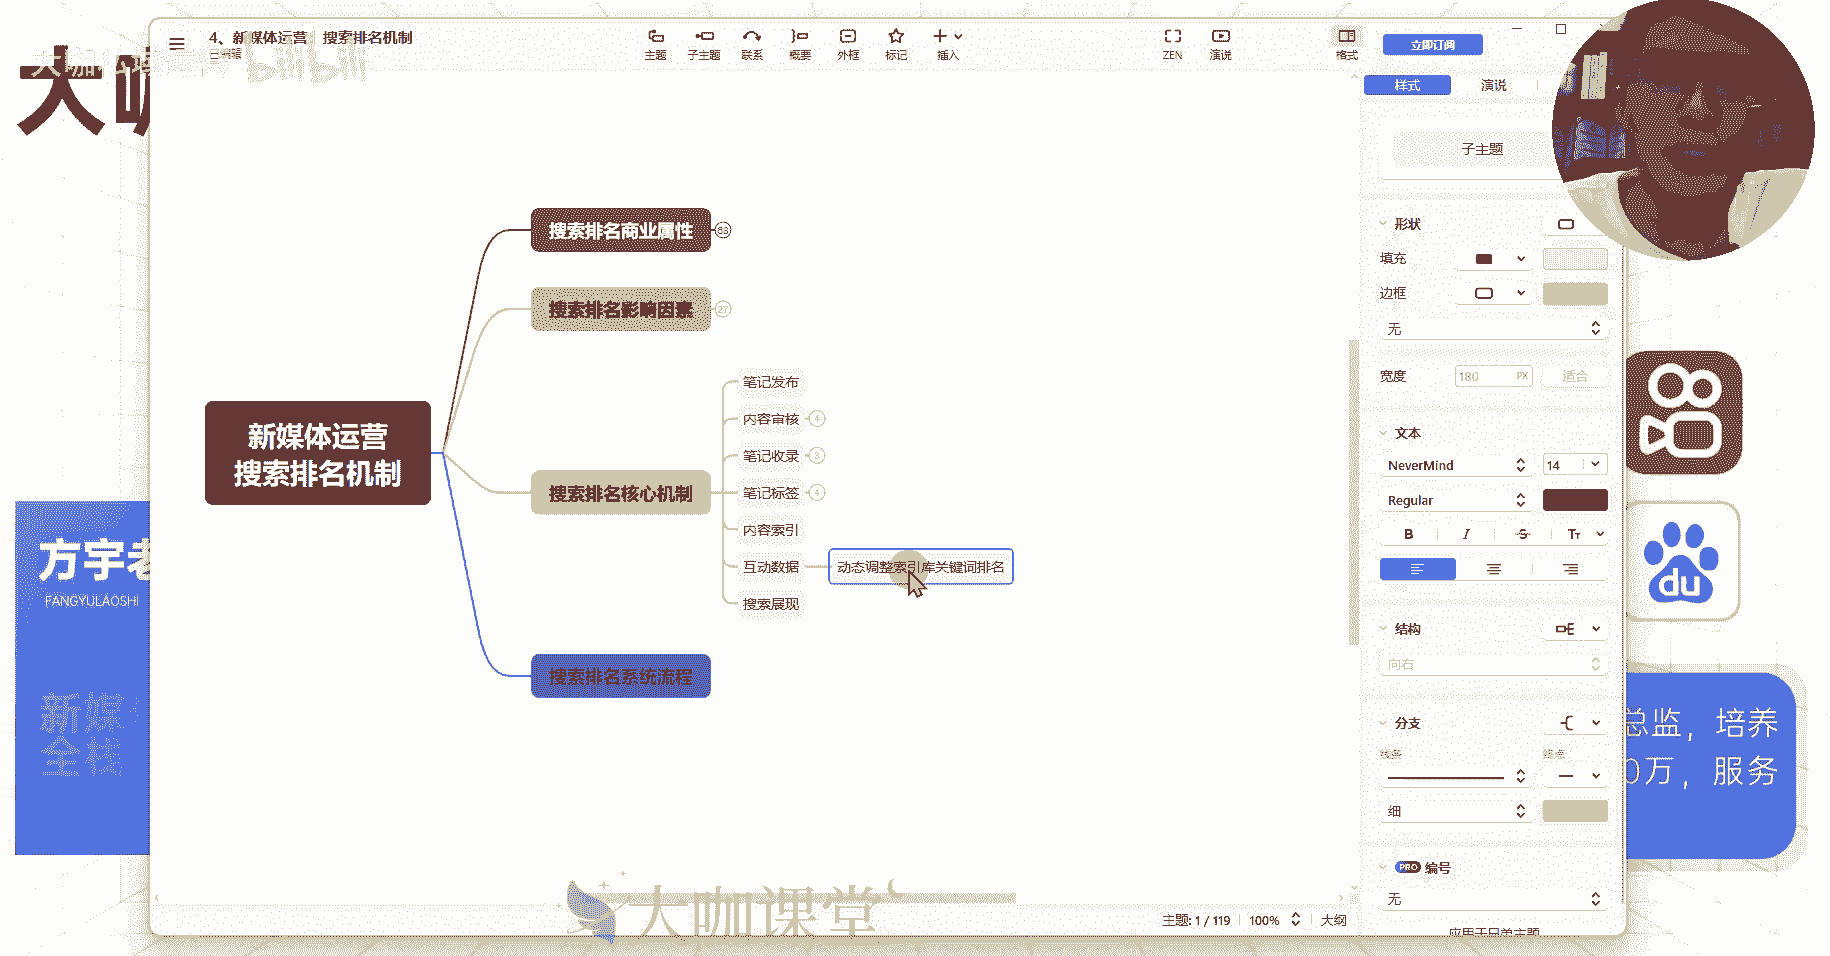 4、新媒体运营 | 搜索排名机制
已编辑
bilibili
大咖
主题
子主题
联系
概要
外框
标记
插入
ZEN
演说
格式
立即订阅
样式
演说
子主题
形状
填充
边框
无
宽度
180
PX
适合
文本
NeverMind
14
Regular
B
I
S
TT
结构
向右
分支
线条
终点
细
PRO 编号
无
应用于兄弟主题
搜索排名商业属性
68
搜索排名影响因素
27
新媒体运营
搜索排名机制
搜索排名核心机制
笔记发布
内容审核
4
笔记收录
3
笔记标签
4
内容索引
互动数据
动态调整索引库关键词排名
搜索展现
搜索排名系统流程
方宇老
FANGYULAOSHI
新媒
全栈
du
总监，培养
0万，服务
大咖课堂
主题: 1 / 119
100%
大纲